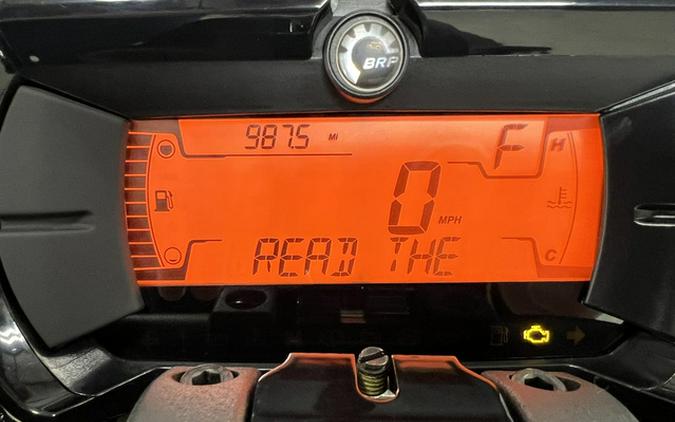 BRP
987.5 MI
F H
0 MPH
READ THE C